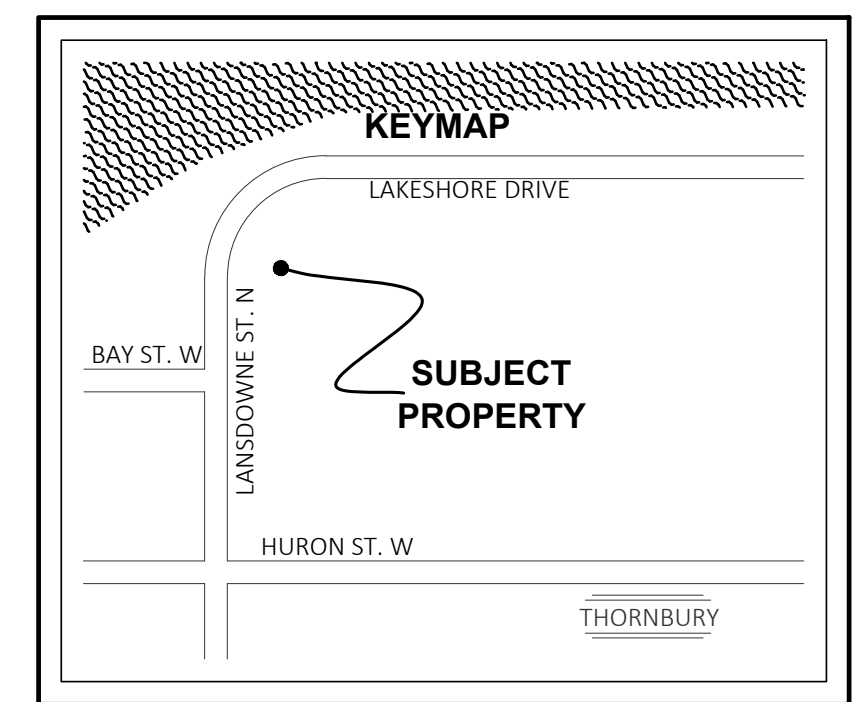 KEYMAP
LAKESHORE DRIVE
LANSDOWNE ST. N
BAY ST. W
SUBJECT
PROPERTY
HURON ST. W
THORNBURY